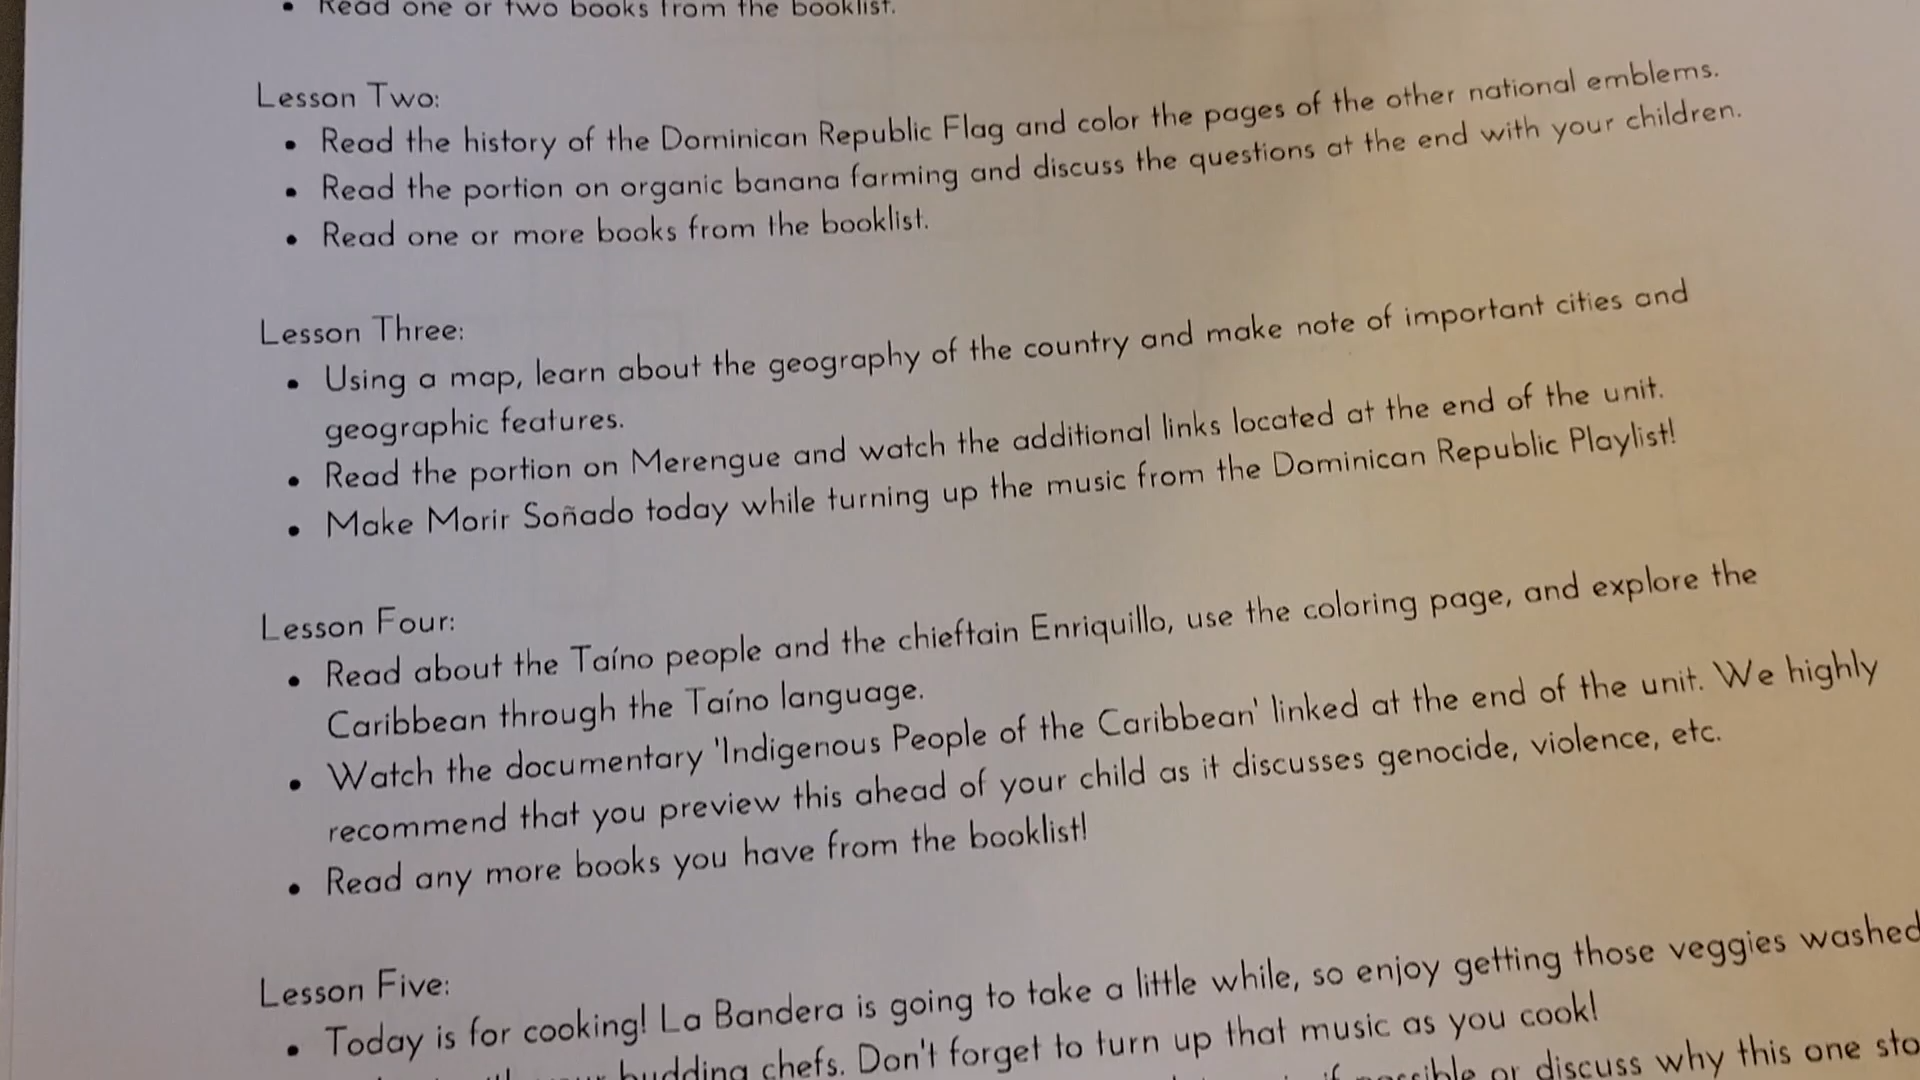 • Read one or two books from the booklist.
Lesson Two:
• Read the history of the Dominican Republic Flag and color the pages of the other national emblems.
• Read the portion on organic banana farming and discuss the questions at the end with your children.
• Read one or more books from the booklist.
Lesson Three:
• Using a map, learn about the geography of the country and make note of important cities and
geographic features.
• Read the portion on Merengue and watch the additional links located at the end of the unit.
• Make Morir Soñado today while turning up the music from the Dominican Republic Playlist!
Lesson Four:
• Read about the Taíno people and the chieftain Enriquillo, use the coloring page, and explore the
Caribbean through the Taíno language.
• Watch the documentary 'Indigenous People of the Caribbean' linked at the end of the unit. We highly
recommend that you preview this ahead of your child as it discusses genocide, violence, etc.
• Read any more books you have from the booklist!
Lesson Five:
• Today is for cooking! La Bandera is going to take a little while, so enjoy getting those veggies washed
budding chefs. Don't forget to turn up that music as you cook!
if possible or discuss why this one sto